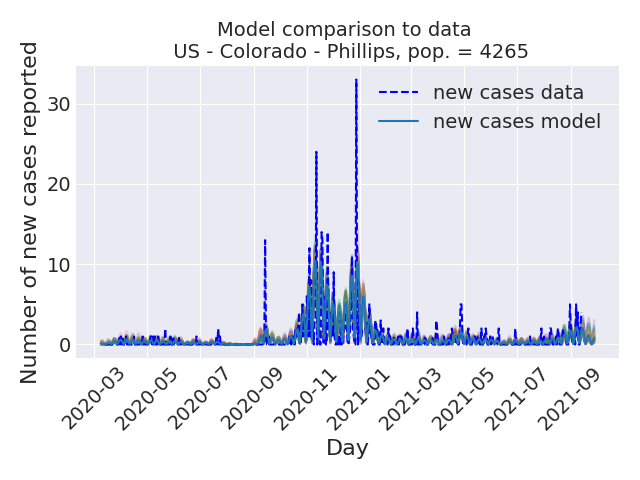 Model comparison to data
US - Colorado - Phillips, pop. = 4265
Number of new cases reported
30
20
10
0
new cases data
new cases model
2020-03
2020-05
2020-07
2020-09
2020-11
2021-01
2021-03
2021-05
2021-07
2021-09
Day